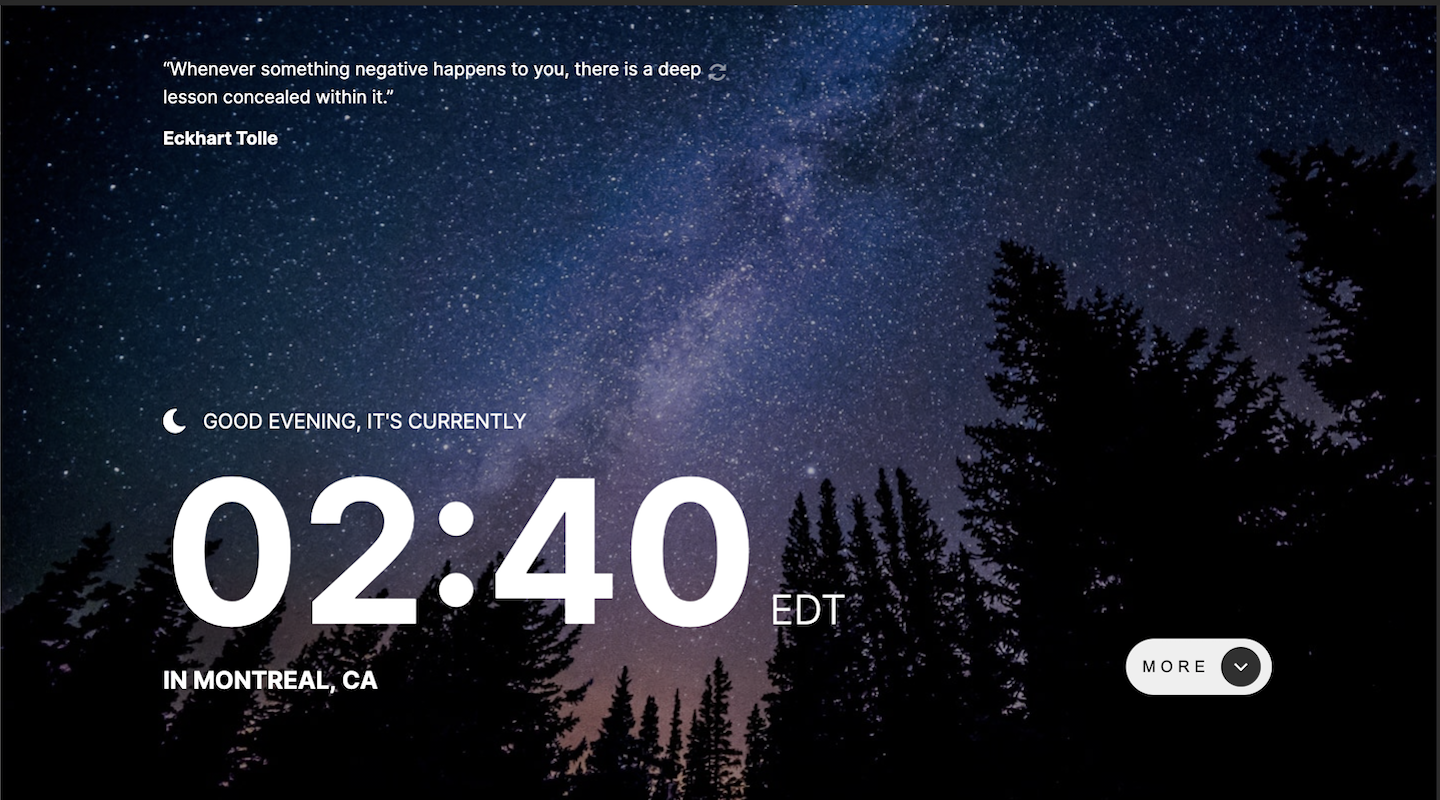 “Whenever something negative happens to you, there is a deep
lesson concealed within it.”
Eckhart Tolle
GOOD EVENING, IT'S CURRENTLY
02:40 EDT
IN MONTREAL, CA
MORE